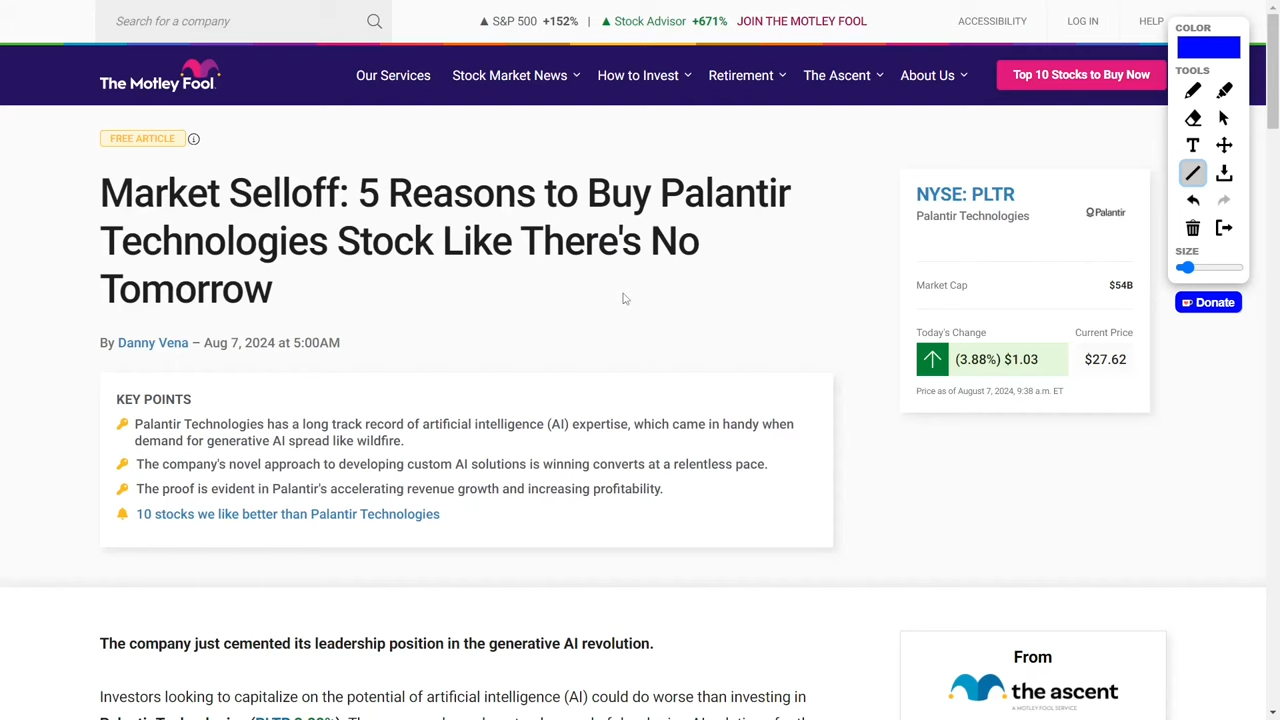 Search for a company
▲ S&P 500 +152% | ▲ Stock Advisor +671% JOIN THE MOTLEY FOOL
ACCESSIBILITY LOG IN HELP
The Motley Fool
Our Services Stock Market News How to Invest Retirement The Ascent About Us
Top 10 Stocks to Buy Now
FREE ARTICLE
Market Selloff: 5 Reasons to Buy Palantir
Technologies Stock Like There's No
Tomorrow
By Danny Vena – Aug 7, 2024 at 5:00AM
KEY POINTS
Palantir Technologies has a long track record of artificial intelligence (AI) expertise, which came in handy when
demand for generative AI spread like wildfire.
The company's novel approach to developing custom AI solutions is winning converts at a relentless pace.
The proof is evident in Palantir's accelerating revenue growth and increasing profitability.
10 stocks we like better than Palantir Technologies
NYSE: PLTR
Palantir Technologies
Palantir
Market Cap $54B
Today's Change Current Price
(3.88%) $1.03 $27.62
Price as of August 7, 2024, 9:38 a.m. ET
The company just cemented its leadership position in the generative AI revolution.
Investors looking to capitalize on the potential of artificial intelligence (AI) could do worse than investing in
From
the ascent
A MOTLEY FOOL SERVICE
COLOR
TOOLS
T
SIZE
Donate